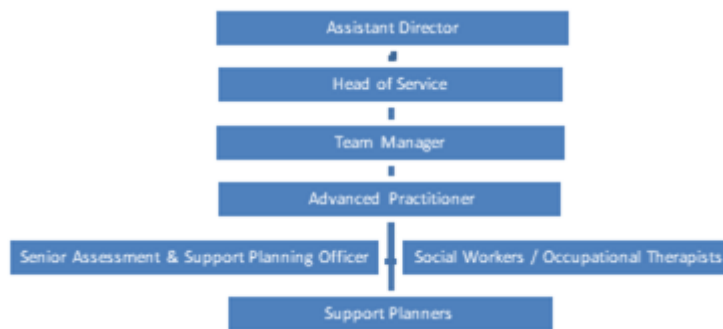 Assistant Director
Head of Service
Team Manager
Advanced Practitioner
Senior Assessment & Support Planning Officer
Social Workers / Occupational Therapists
Support Planners